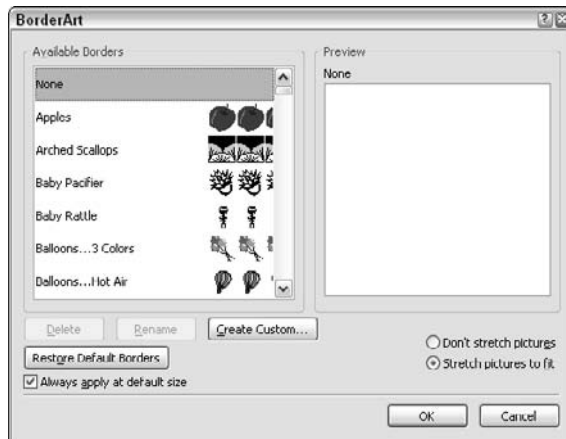 BorderArt
Available Borders
None
Apples
Arched Scallops
Baby Pacifier
Baby Rattle
Balloons...3 Colors
Balloons...Hot Air
Preview
None
Delete
Rename
Create Custom...
Restore Default Borders
Always apply at default size
Don't stretch pictures
Stretch pictures to fit
OK
Cancel